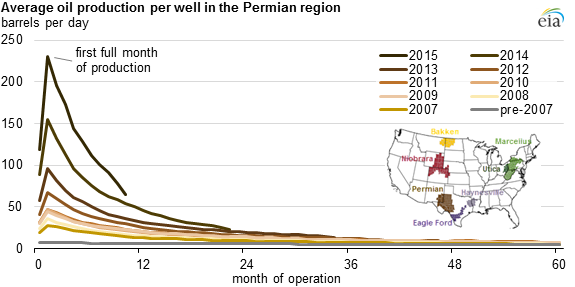 Average oil production per well in the Permian region
barrels per day
eia
250
200
150
100
50
0
first full month
of production
2015
2014
2013
2012
2011
2010
2009
2008
2007
pre-2007
Bakken
Marcellus
Niobrara
Utica
Permian
Haynesville
Eagle Ford
0
12
24
36
48
60
month of operation